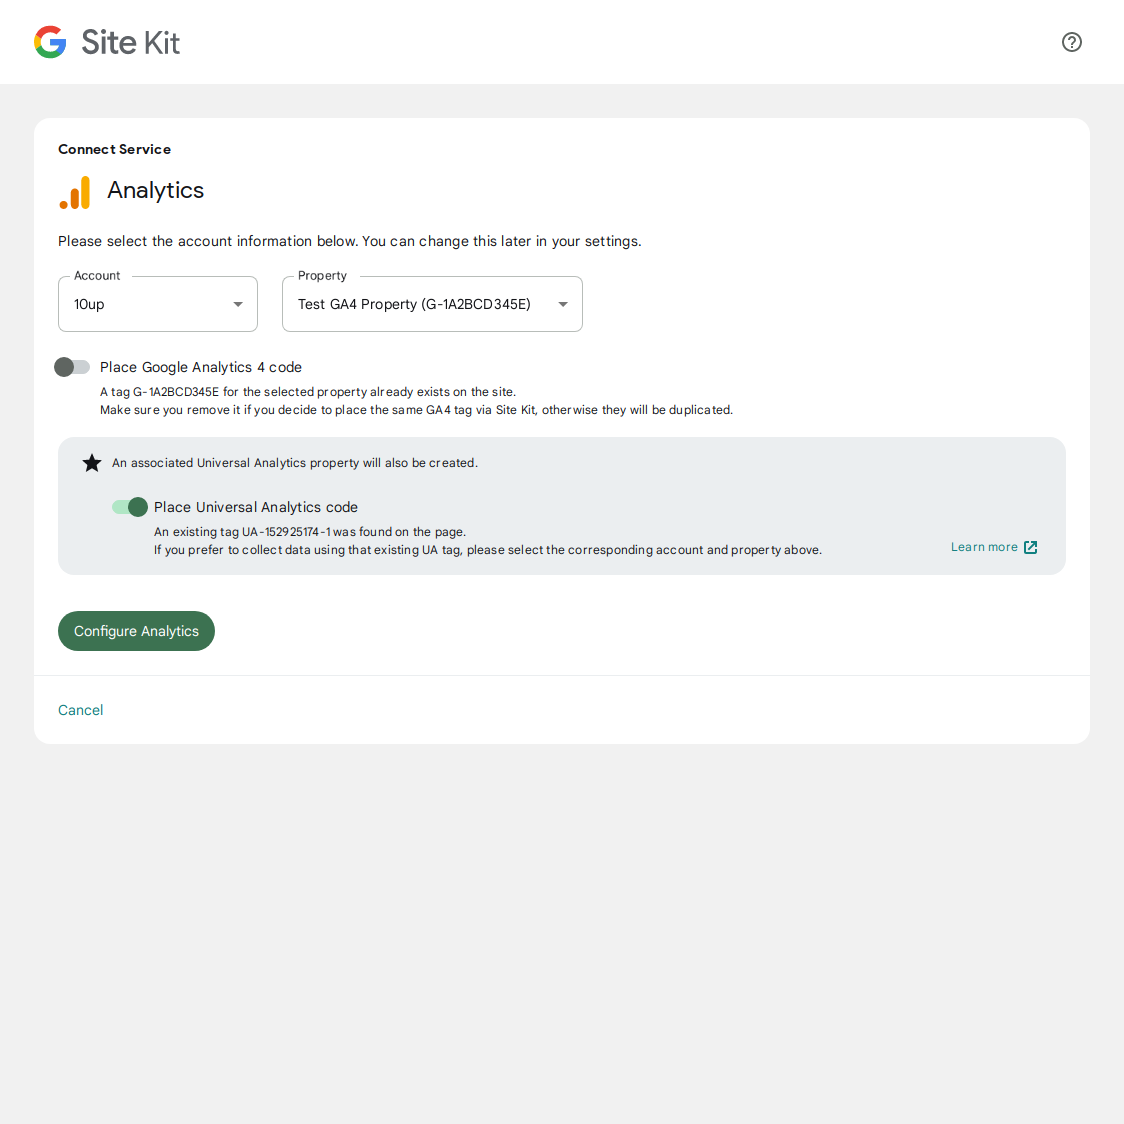 Site Kit
Connect Service
Analytics
Please select the account information below. You can change this later in your settings.
Account
10up
Property
Test GA4 Property (G-1A2BCD345E)
Place Google Analytics 4 code
A tag G-1A2BCD345E for the selected property already exists on the site.
Make sure you remove it if you decide to place the same GA4 tag via Site Kit, otherwise they will be duplicated.
An associated Universal Analytics property will also be created.
Place Universal Analytics code
An existing tag UA-152925174-1 was found on the page.
If you prefer to collect data using that existing UA tag, please select the corresponding account and property above.
Learn more
Configure Analytics
Cancel